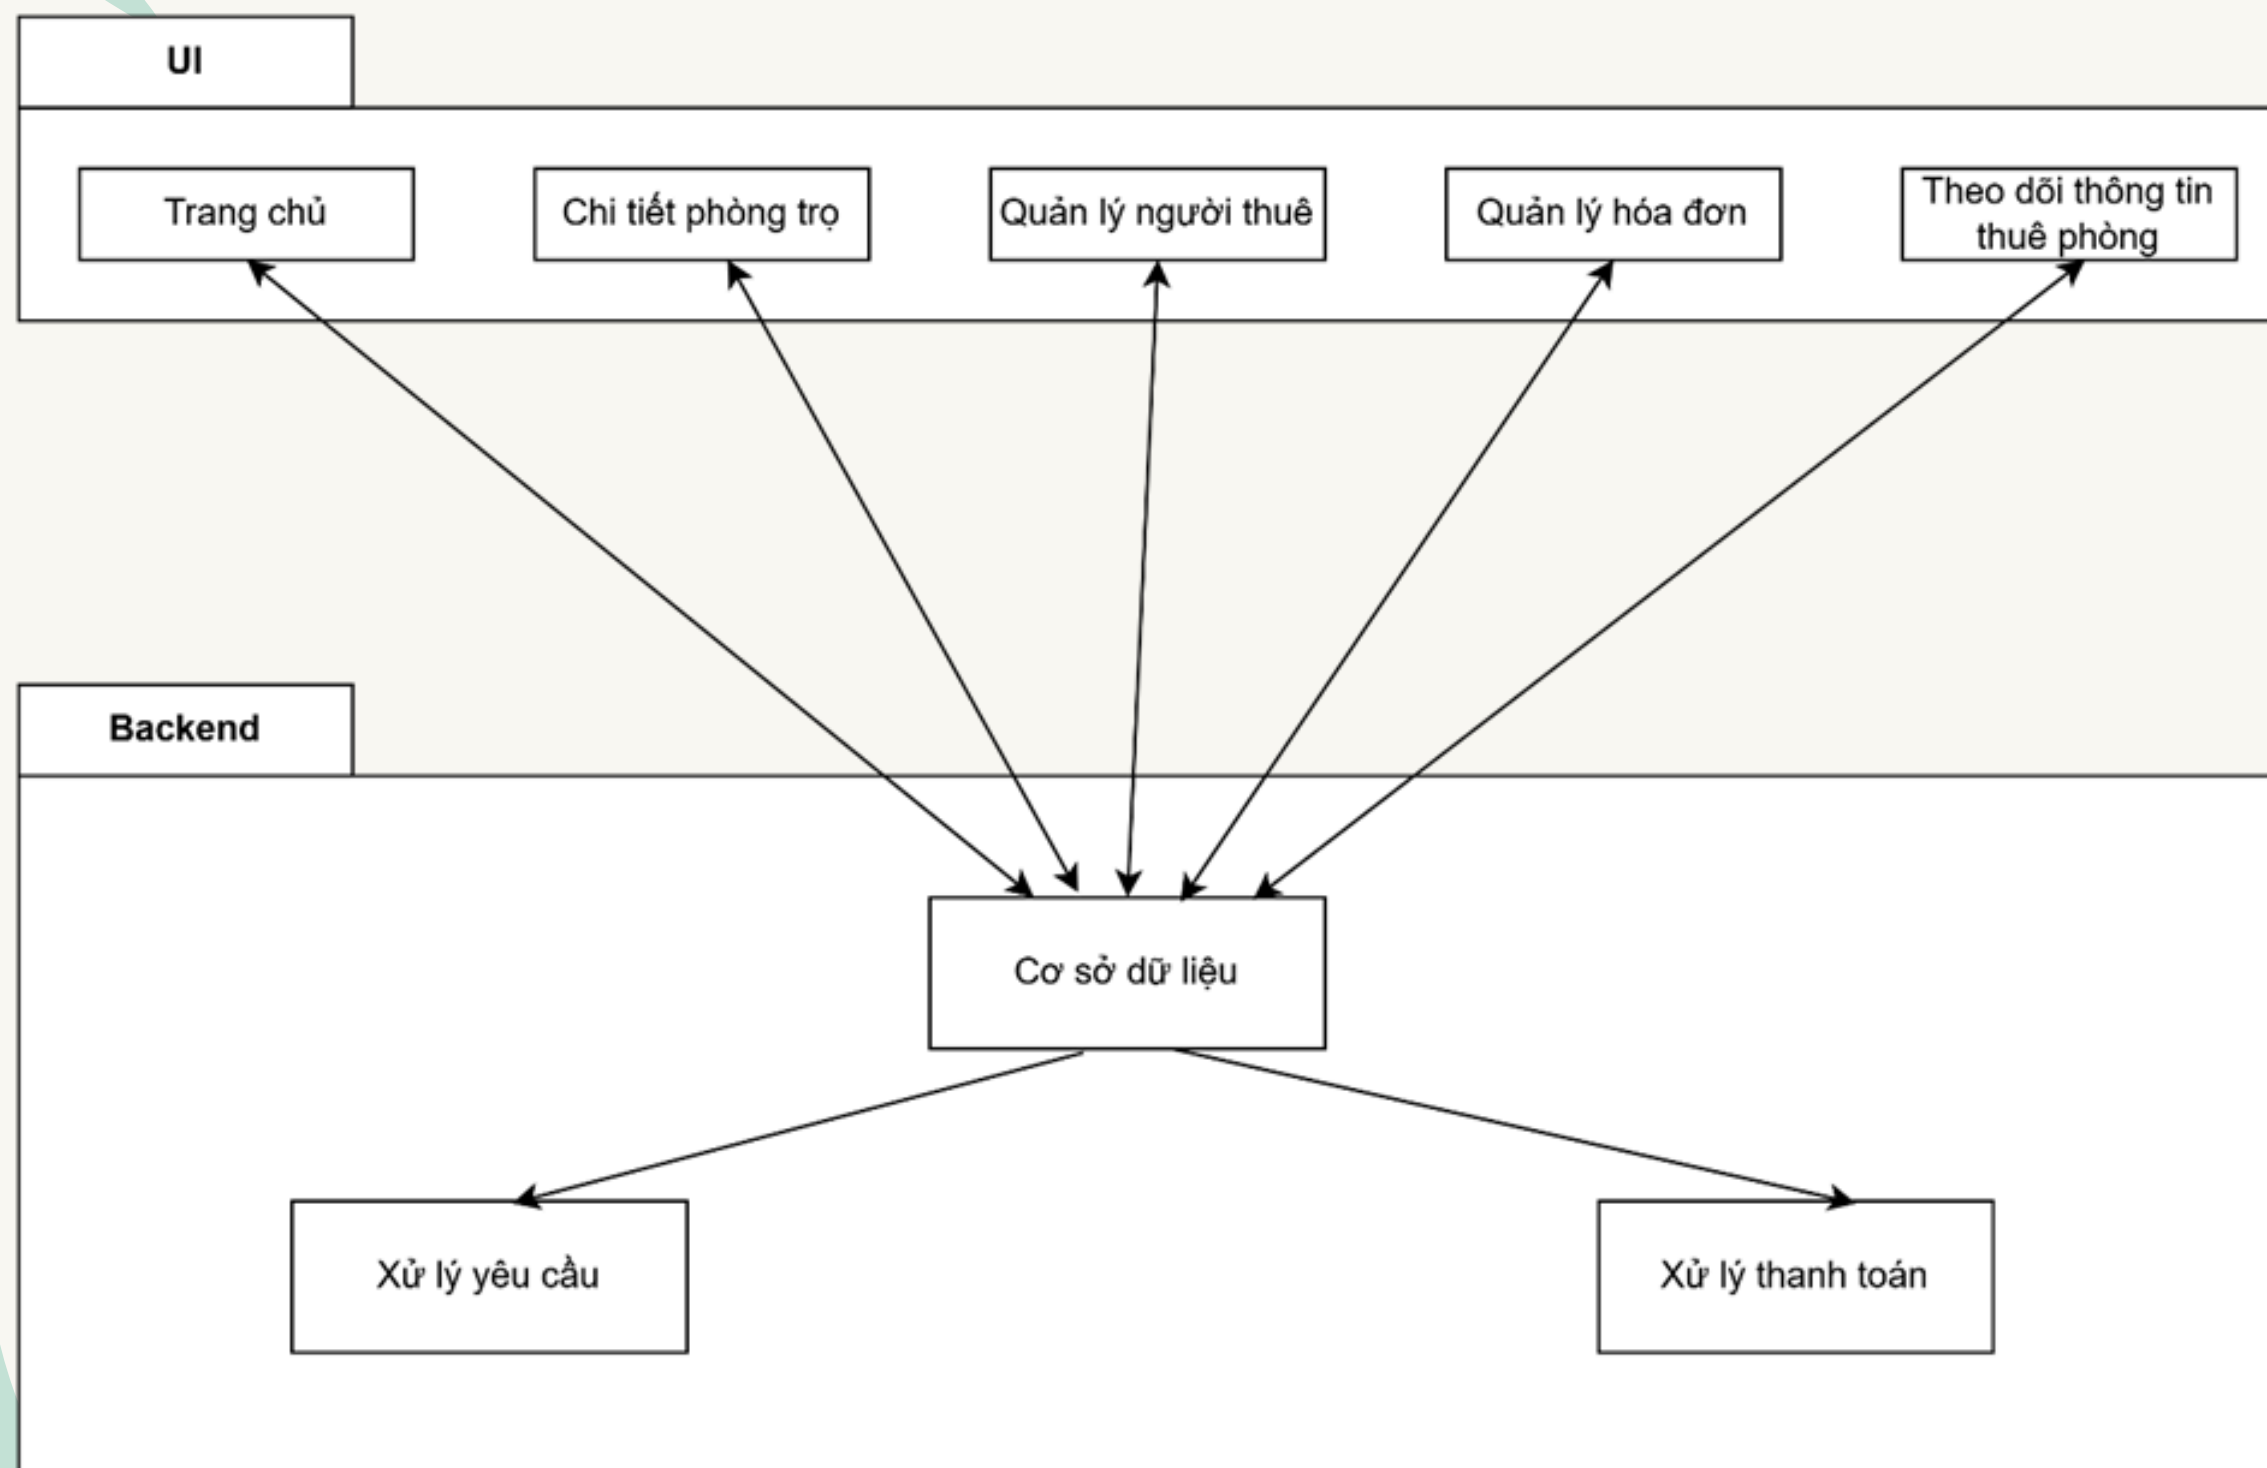 UI
Trang chủ
Chi tiết phòng trọ
Quản lý người thuê
Quản lý hóa đơn
Theo dõi thông tin
thuê phòng
Backend
Cơ sở dữ liệu
Xử lý yêu cầu
Xử lý thanh toán